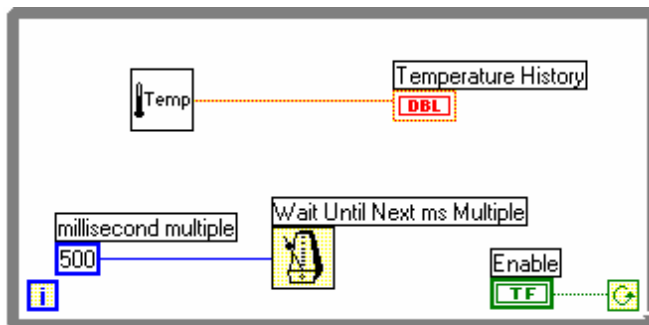 Temperature History
Temp
DBL
Wait Until Next ms Multiple
millisecond multiple
500
Enable
i
TF